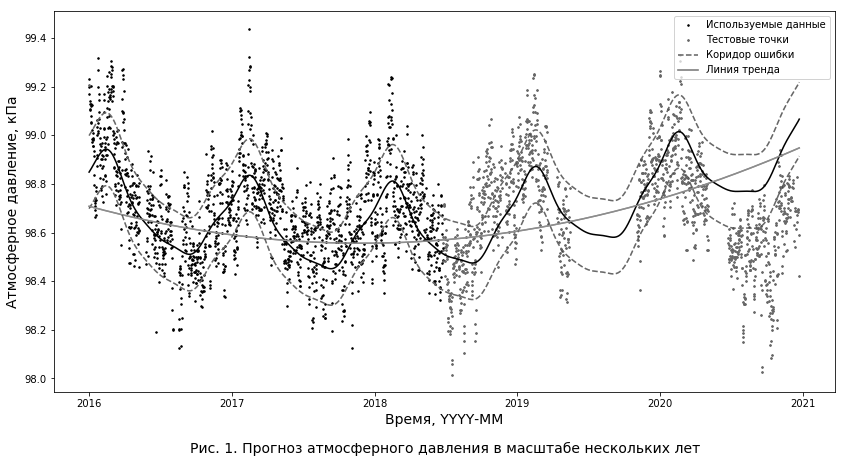 99.4
99.2
99.0
98.8
98.6
98.4
98.2
98.0
Атмосферное давление, кПа
Используемые данные
Тестовые точки
Коридор ошибки
Линия тренда
2016 2017 2018 2019 2020 2021
Время, YYYY-MM
Рис. 1. Прогноз атмосферного давления в масштабе нескольких лет